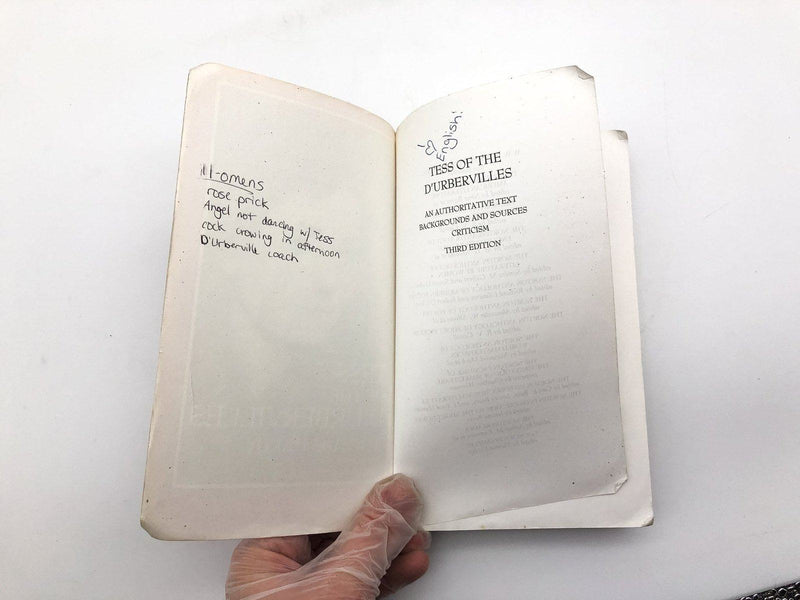 ill-omens
rose prick
Angel not dancing w/ Tess
cock crowing in afternoon
D'Urberville coach
I ♡
English!
TESS OF THE
D'URBERVILLES
AN AUTHORITATIVE TEXT
BACKGROUNDS AND SOURCES
CRITICISM
THIRD EDITION